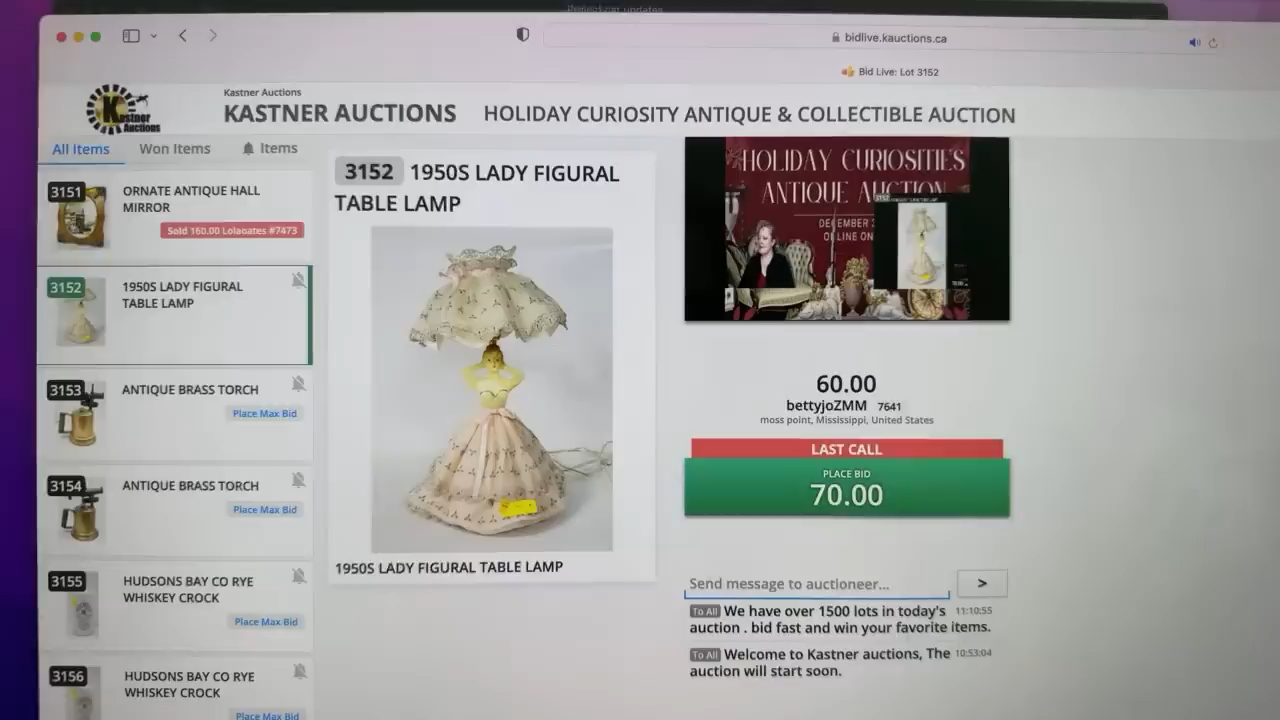 bidlive.kauctions.ca
Bid Live: Lot 3152
Kastner
Auctions
Kastner Auctions
KASTNER AUCTIONS
HOLIDAY CURIOSITY ANTIQUE & COLLECTIBLE AUCTION
All Items
Won Items
Items
3151
ORNATE ANTIQUE HALL
MIRROR
Sold 160.00 Lolaoates #7473
3152
1950S LADY FIGURAL
TABLE LAMP
3153
ANTIQUE BRASS TORCH
Place Max Bid
3154
ANTIQUE BRASS TORCH
Place Max Bid
3155
HUDSONS BAY CO RYE
WHISKEY CROCK
Place Max Bid
3156
HUDSONS BAY CO RYE
WHISKEY CROCK
Place Max Bid
3152 1950S LADY FIGURAL
TABLE LAMP
1950S LADY FIGURAL TABLE LAMP
HOLIDAY CURIOSITIES
ANTIQUE AUCTION
60.00
bettyjoZMM 7641
moss point, Mississippi, United States
LAST CALL
PLACE BID
70.00
Send message to auctioneer...
>
To All We have over 1500 lots in today's 11:10:55
auction . bid fast and win your favorite items.
To All Welcome to Kastner auctions, The 10:53:04
auction will start soon.